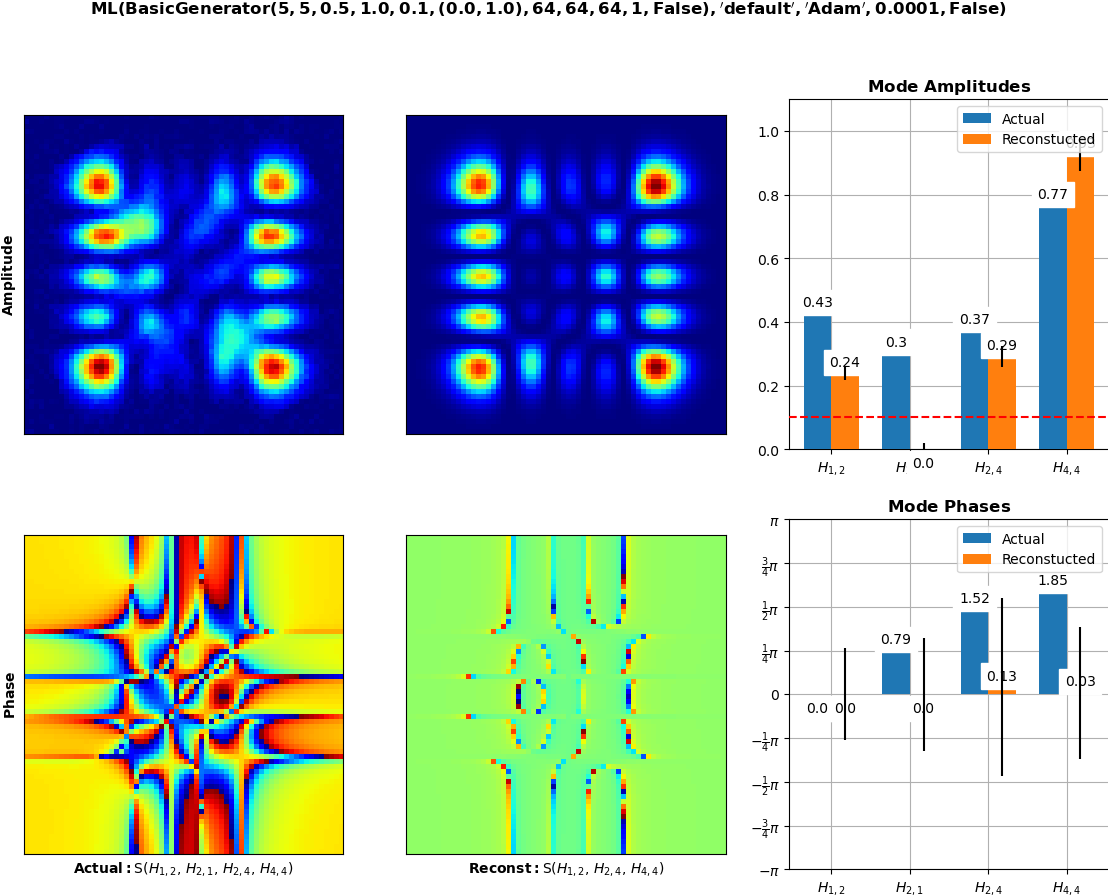 ML(BasicGenerator(5, 5, 0.5, 1.0, 0.1, (0.0, 1.0), 64, 64, 64, 1, False), 'default', 'Adam', 0.0001, False)
Amplitude
Mode Amplitudes
Actual
Reconstucted
1.0
0.8
0.6
0.4
0.2
0.0
0.43
0.24
0.3
0.0
0.37
0.29
0.77
H1,2
H
H2,4
H4,4
Phase
Actual: S(H1,2, H2,1, H2,4, H4,4)
Reconst: S(H1,2, H2,4, H4,4)
Mode Phases
Actual
Reconstucted
π
3/4π
1/2π
1/4π
0
−1/4π
−1/2π
−3/4π
−π
0.0
0.0
0.79
0.0
1.52
0.13
1.85
0.03
H1,2
H2,1
H2,4
H4,4